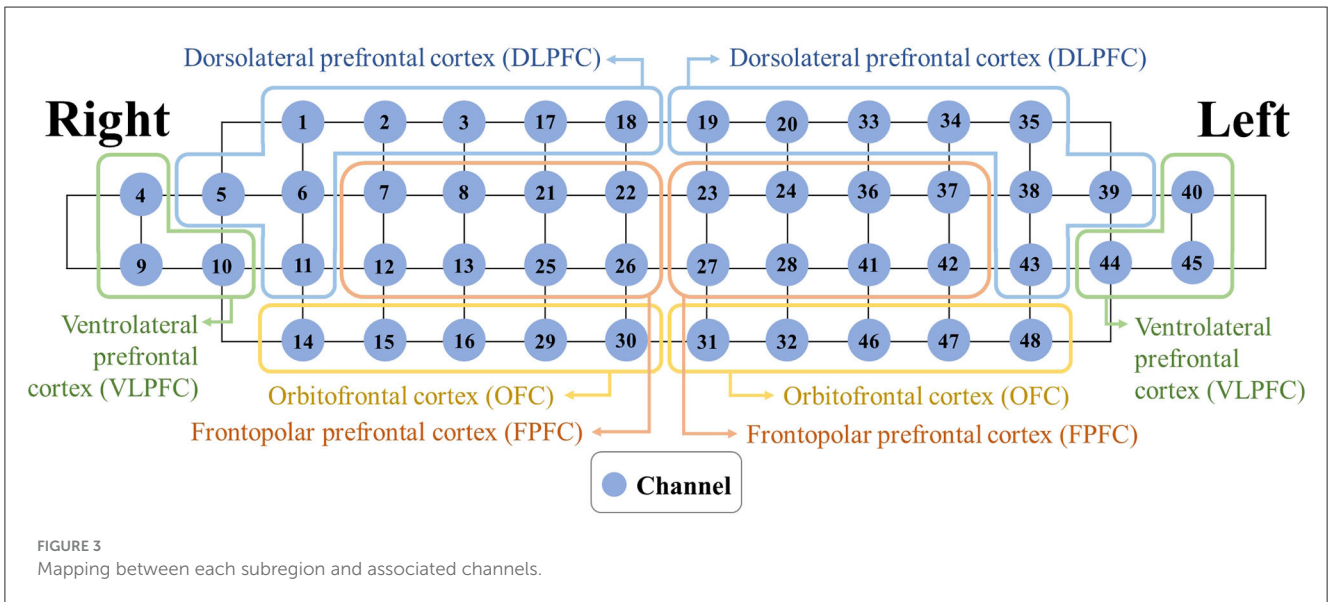 Dorsolateral prefrontal cortex (DLPFC) Dorsolateral prefrontal cortex (DLPFC)
Right Left
1 2 3 17 18 19 20 33 34 35
4 5 6 7 8 21 22 23 24 36 37 38 39 40
9 10 11 12 13 25 26 27 28 41 42 43 44 45
14 15 16 29 30 31 32 46 47 48
Ventrolateral
prefrontal
cortex (VLPFC)
Ventrolateral
prefrontal
cortex (VLPFC)
Orbitofrontal cortex (OFC) Orbitofrontal cortex (OFC)
Frontopolar prefrontal cortex (FPFC) Frontopolar prefrontal cortex (FPFC)
Channel
FIGURE 3
Mapping between each subregion and associated channels.